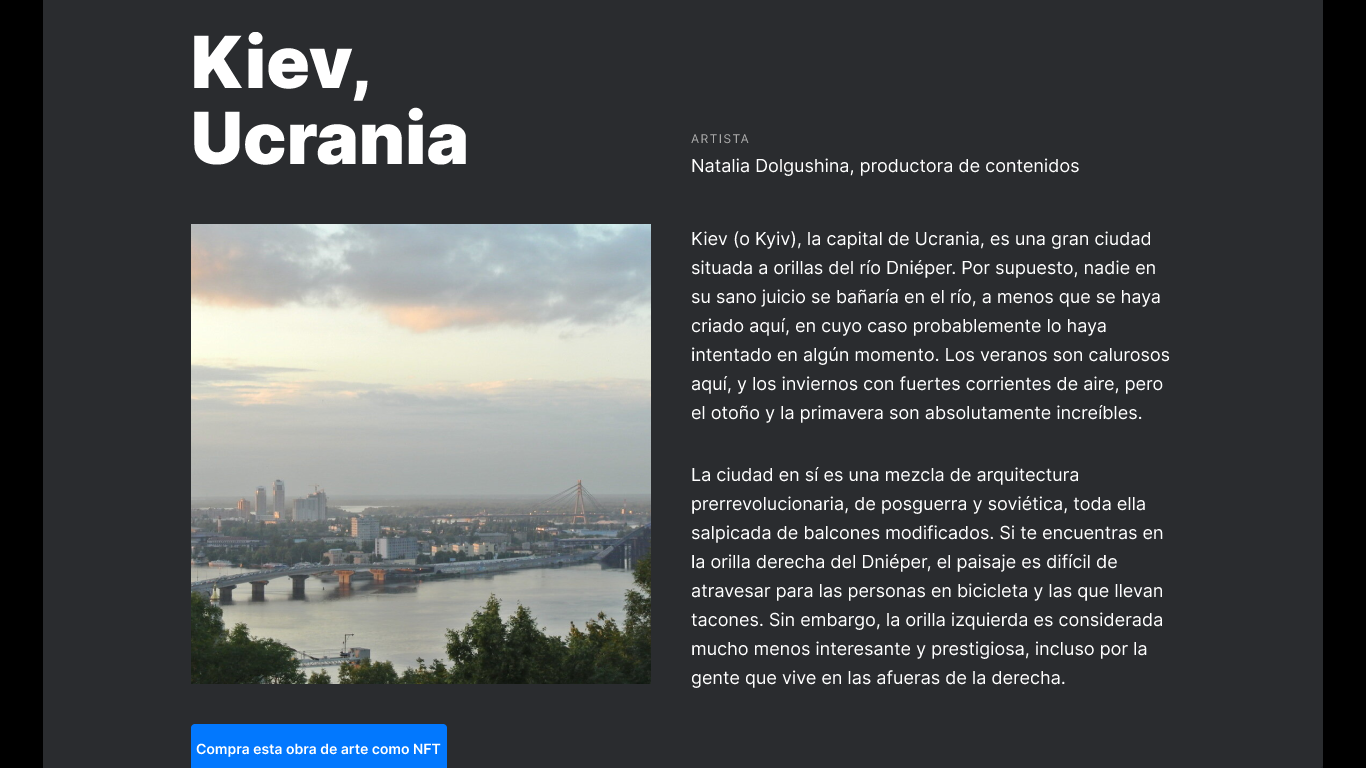 Kiev,
Ucrania
ARTISTA
Natalia Dolgushina, productora de contenidos
Kiev (o Kyiv), la capital de Ucrania, es una gran ciudad
situada a orillas del río Dniéper. Por supuesto, nadie en
su sano juicio se bañaría en el río, a menos que se haya
criado aquí, en cuyo caso probablemente lo haya
intentado en algún momento. Los veranos son calurosos
aquí, y los inviernos con fuertes corrientes de aire, pero
el otoño y la primavera son absolutamente increíbles.
La ciudad en sí es una mezcla de arquitectura
prerrevolucionaria, de posguerra y soviética, toda ella
salpicada de balcones modificados. Si te encuentras en
la orilla derecha del Dniéper, el paisaje es difícil de
atravesar para las personas en bicicleta y las que llevan
tacones. Sin embargo, la orilla izquierda es considerada
mucho menos interesante y prestigiosa, incluso por la
gente que vive en las afueras de la derecha.
Compra esta obra de arte como NFT